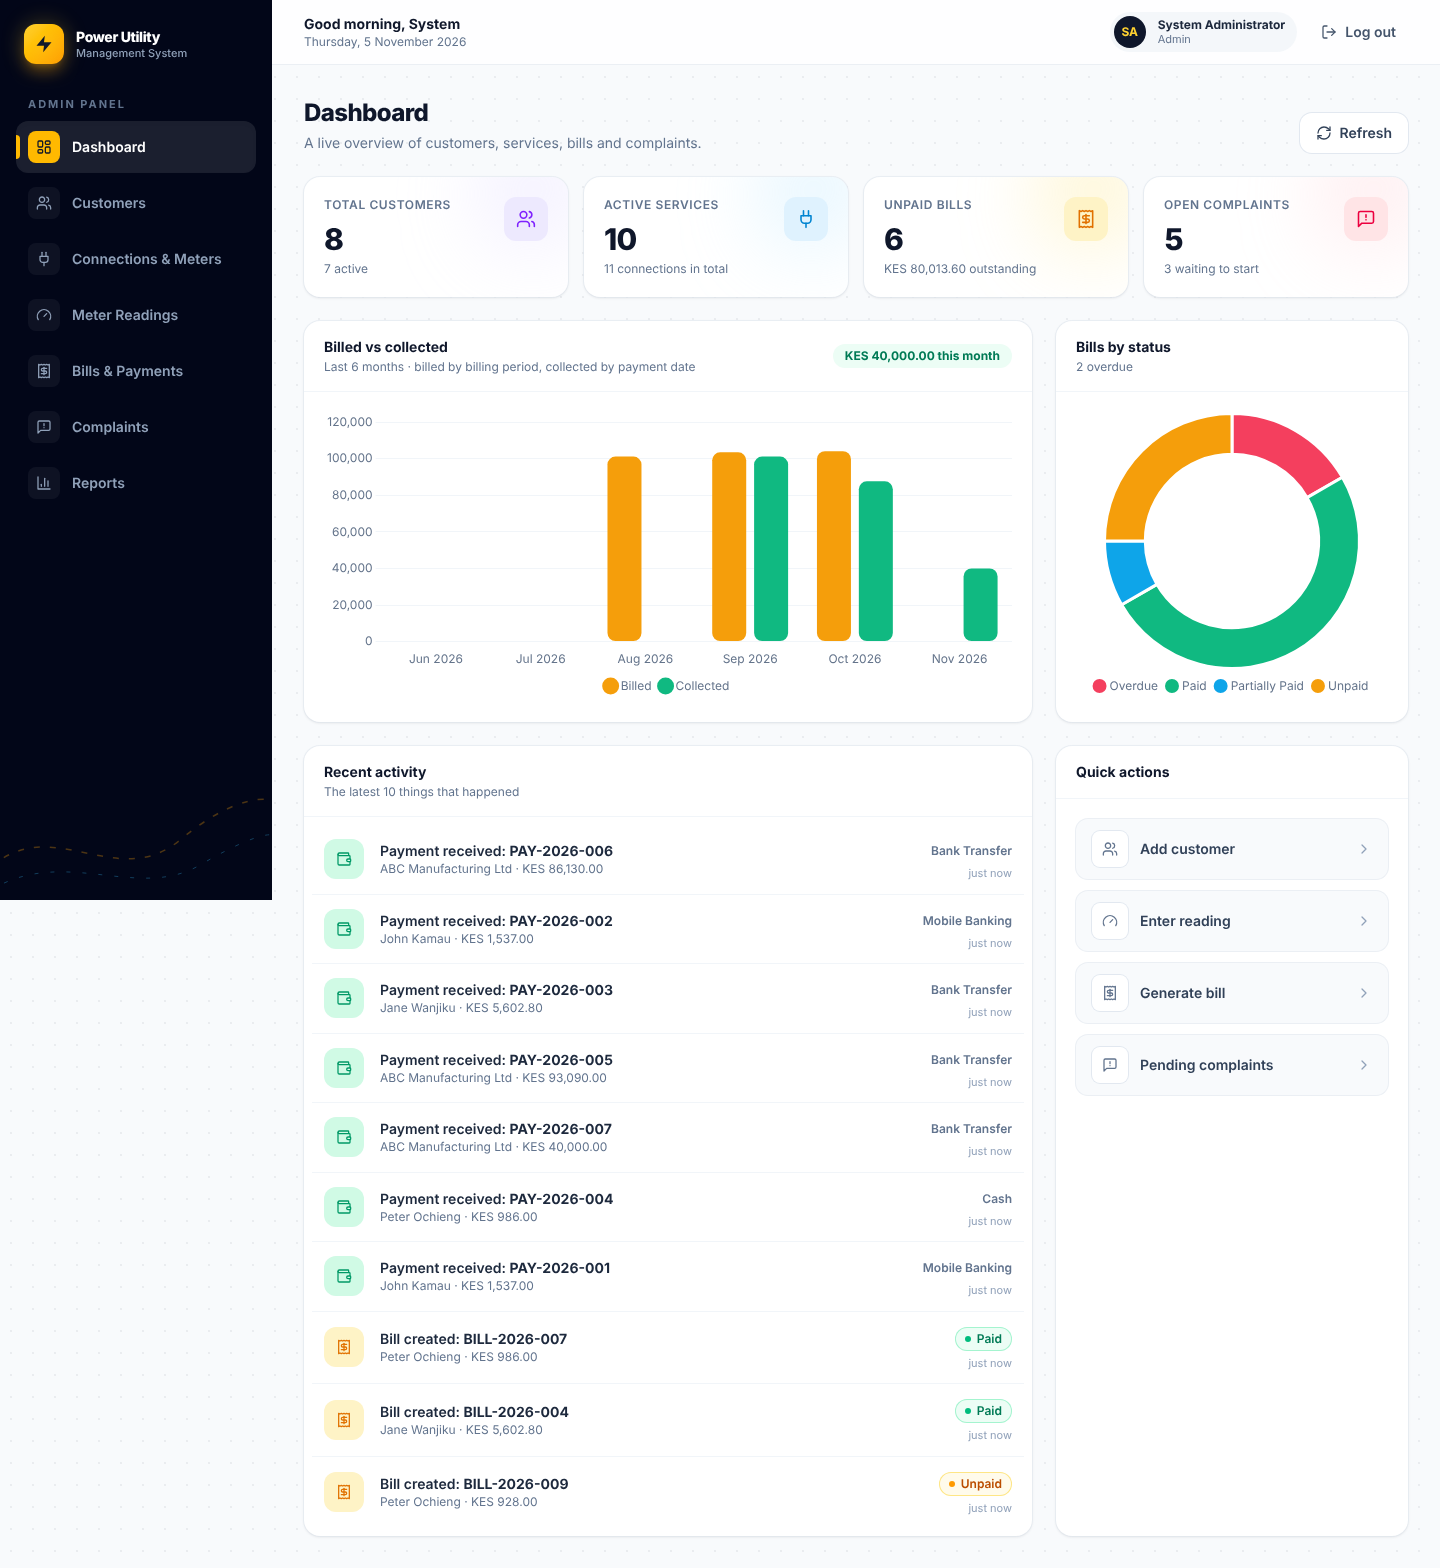 Power Utility
Management System
ADMIN PANEL
Dashboard
Customers
Connections & Meters
Meter Readings
Bills & Payments
Complaints
Reports
Good morning, System
Thursday, 5 November 2026
SA
System Administrator
Admin
Log out
Dashboard
A live overview of customers, services, bills and complaints.
Refresh
TOTAL CUSTOMERS
8
7 active
ACTIVE SERVICES
10
11 connections in total
UNPAID BILLS
6
KES 80,013.60 outstanding
OPEN COMPLAINTS
5
3 waiting to start
Billed vs collected
Last 6 months · billed by billing period, collected by payment date
KES 40,000.00 this month
120,000
100,000
80,000
60,000
40,000
20,000
0
Jun 2026 Jul 2026 Aug 2026 Sep 2026 Oct 2026 Nov 2026
Billed Collected
Bills by status
2 overdue
Overdue Paid Partially Paid Unpaid
Recent activity
The latest 10 things that happened
Payment received: PAY-2026-006
ABC Manufacturing Ltd · KES 86,130.00
Bank Transfer
just now
Payment received: PAY-2026-002
John Kamau · KES 1,537.00
Mobile Banking
just now
Payment received: PAY-2026-003
Jane Wanjiku · KES 5,602.80
Bank Transfer
just now
Payment received: PAY-2026-005
ABC Manufacturing Ltd · KES 93,090.00
Bank Transfer
just now
Payment received: PAY-2026-007
ABC Manufacturing Ltd · KES 40,000.00
Bank Transfer
just now
Payment received: PAY-2026-004
Peter Ochieng · KES 986.00
Cash
just now
Payment received: PAY-2026-001
John Kamau · KES 1,537.00
Mobile Banking
just now
Bill created: BILL-2026-007
Peter Ochieng · KES 986.00
Paid
just now
Bill created: BILL-2026-004
Jane Wanjiku · KES 5,602.80
Paid
just now
Bill created: BILL-2026-009
Peter Ochieng · KES 928.00
Unpaid
just now
Quick actions
Add customer
Enter reading
Generate bill
Pending complaints